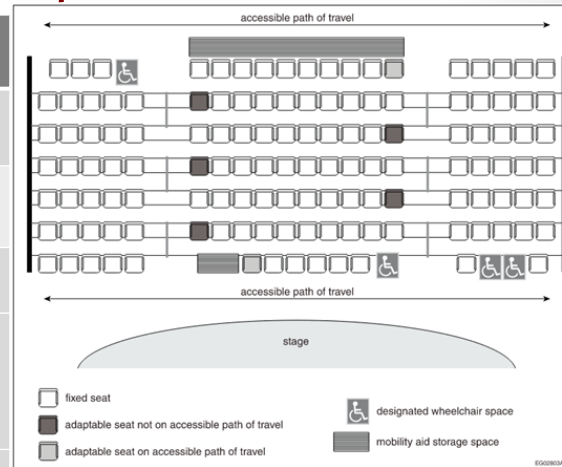 accessible path of travel
accessible path of travel
stage
fixed seat
adaptable seat not on accessible path of travel
adaptable seat on accessible path of travel
designated wheelchair space
mobility aid storage space